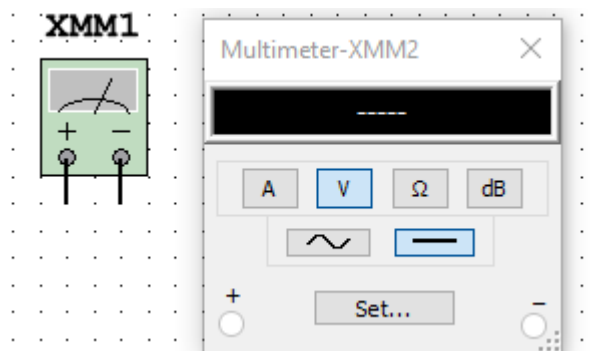 XMM1
Multimeter-XMM2
-----
+ −
A V Ω dB
+ Set... −